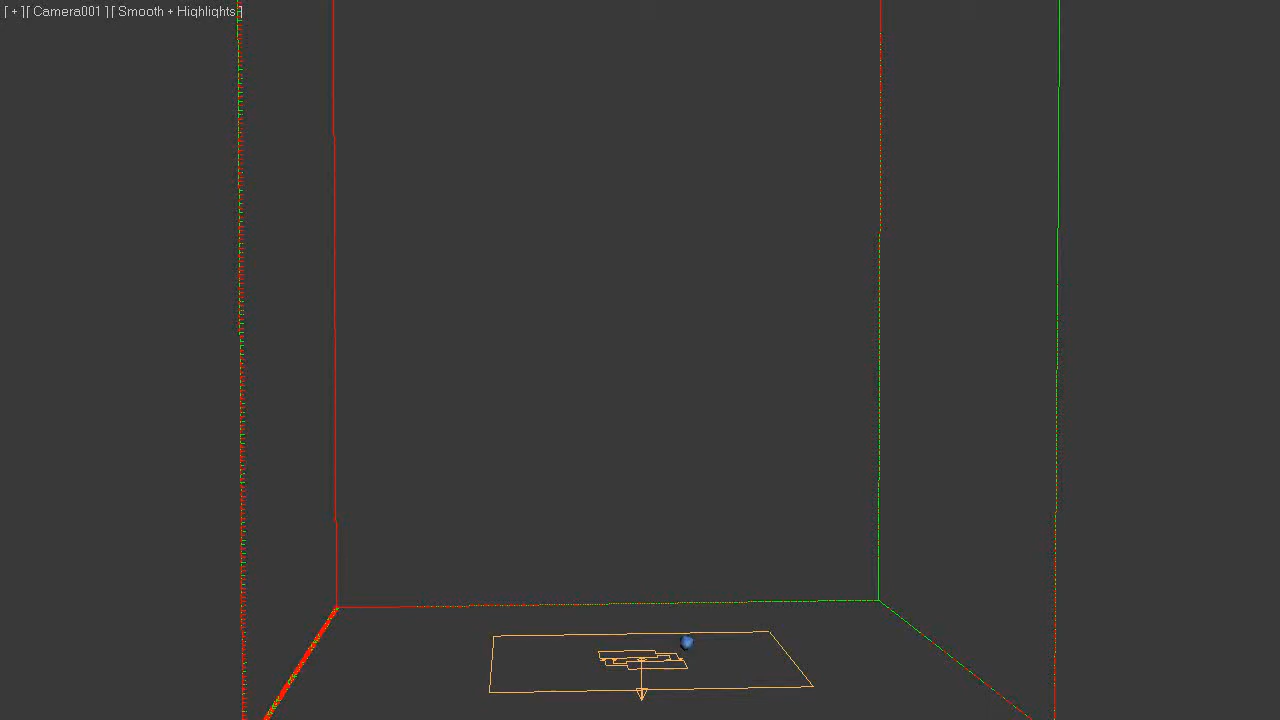 [ + ][ Camera001 ][ Smooth + Highlights ]